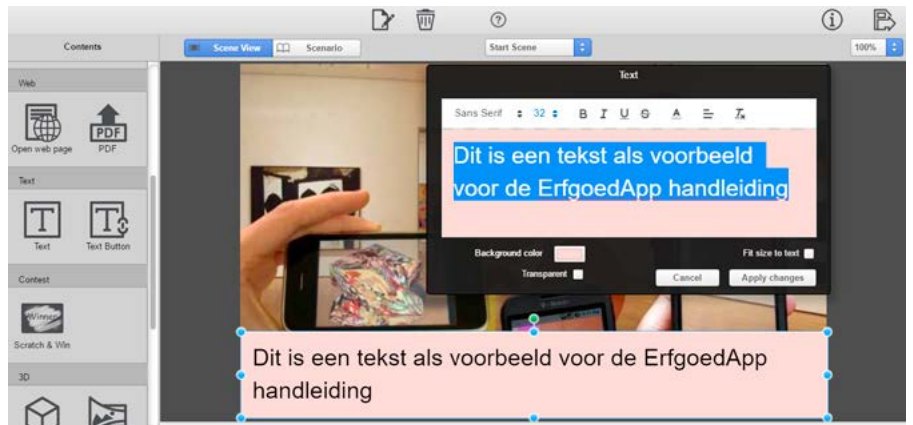 Contents
Scene View
Scenario
Start Scene
100%
Web
Open web page
PDF
PDF
Text
T
Text
T
Text Button
Contest
Winner
Scratch & Win
3D
Text
Sans Serif 32 B I U S A Tx
Dit is een tekst als voorbeeld
voor de ErfgoedApp handleiding
Background color
Fit size to text
Transparent
Cancel
Apply changes
Dit is een tekst als voorbeeld voor de ErfgoedApp
handleiding